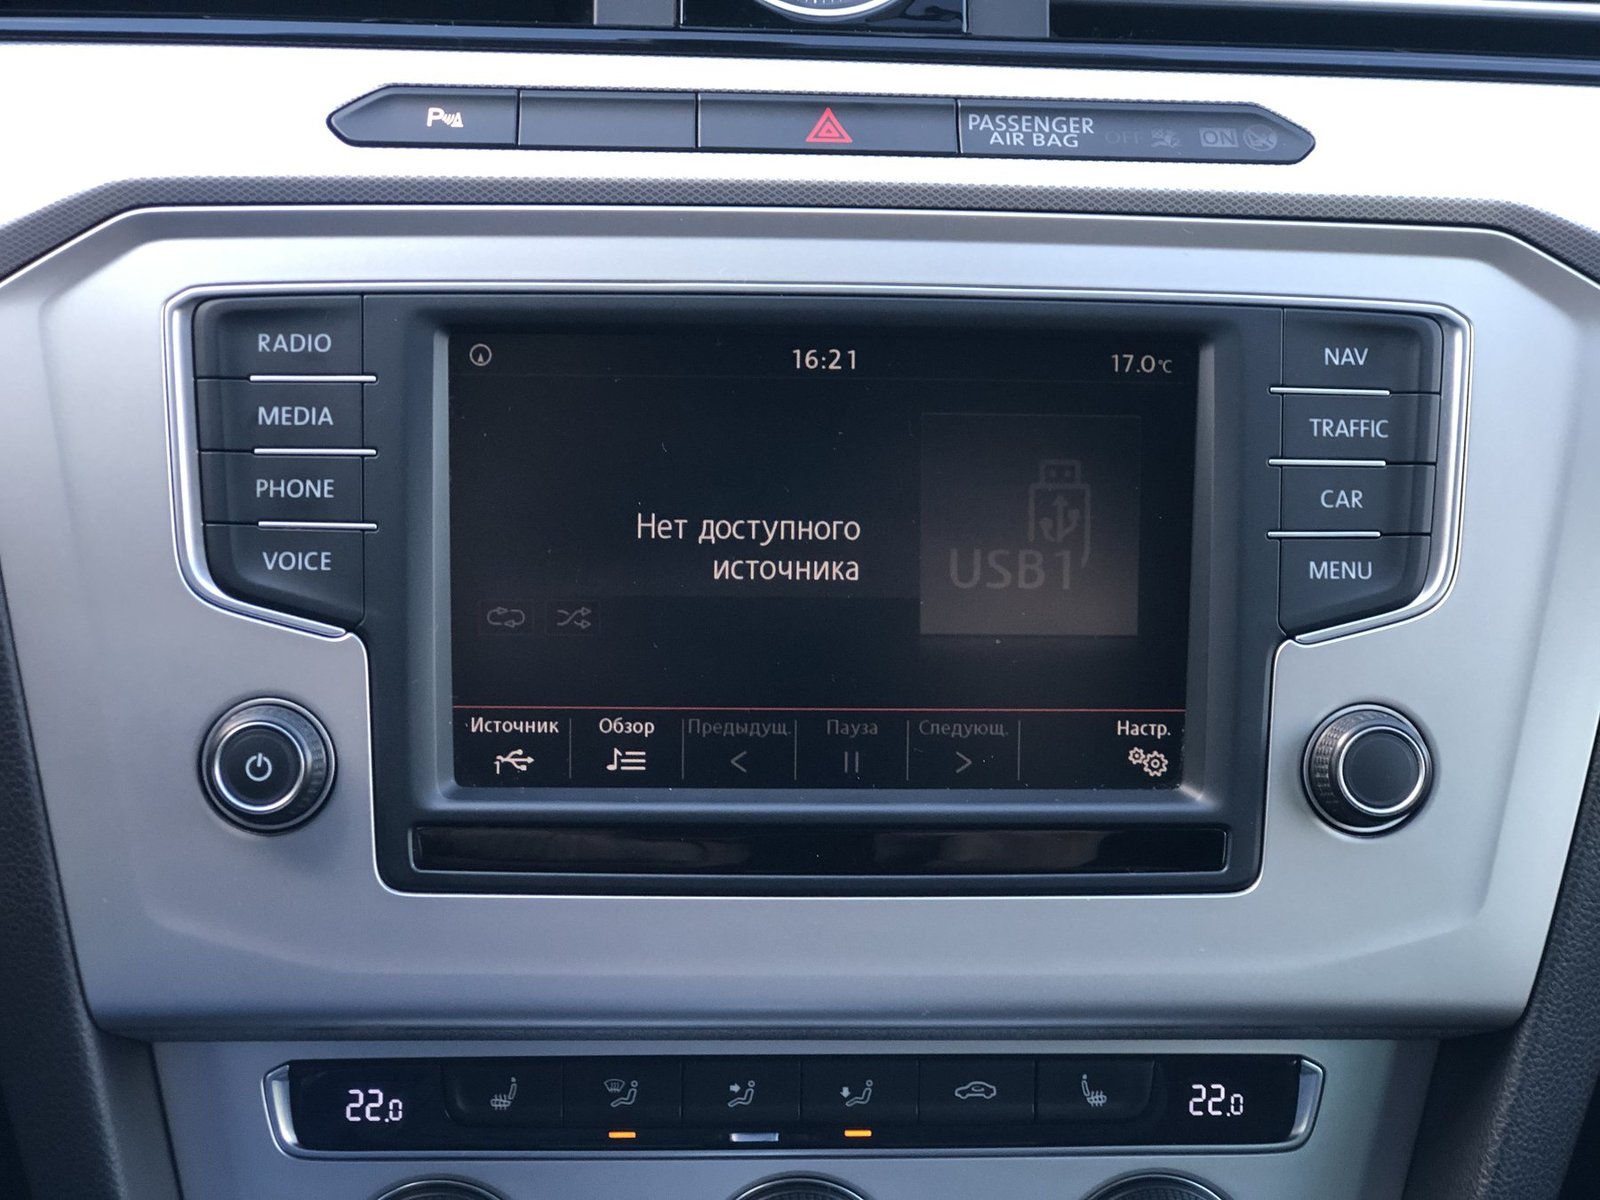 P
PASSENGER
AIR BAG
OFF
ON
RADIO
MEDIA
PHONE
VOICE
16:21
17.0°C
Нет доступного
источника
USB1
Источник
Обзор
Предыдущ.
Пауза
Следующ.
Настр.
1
NAV
TRAFFIC
CAR
MENU
22.0
22.0